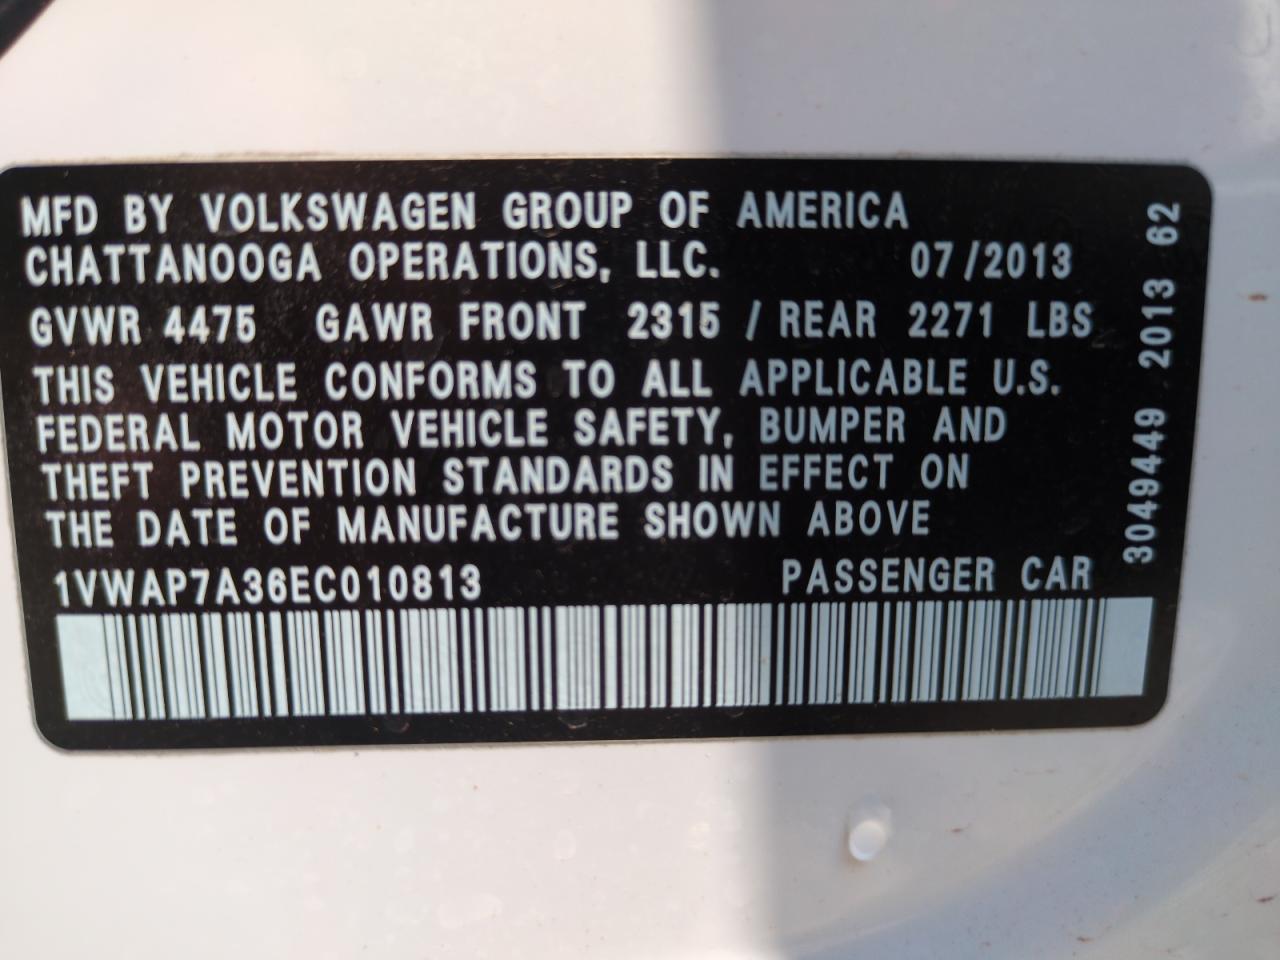 MFD BY VOLKSWAGEN GROUP OF AMERICA
CHATTANOOGA OPERATIONS, LLC. 07/2013
GVWR 4475 GAWR FRONT 2315 / REAR 2271 LBS
THIS VEHICLE CONFORMS TO ALL APPLICABLE U.S.
FEDERAL MOTOR VEHICLE SAFETY, BUMPER AND
THEFT PREVENTION STANDARDS IN EFFECT ON
THE DATE OF MANUFACTURE SHOWN ABOVE
1VWAP7A36EC010813 PASSENGER CAR
3049449 2013 62